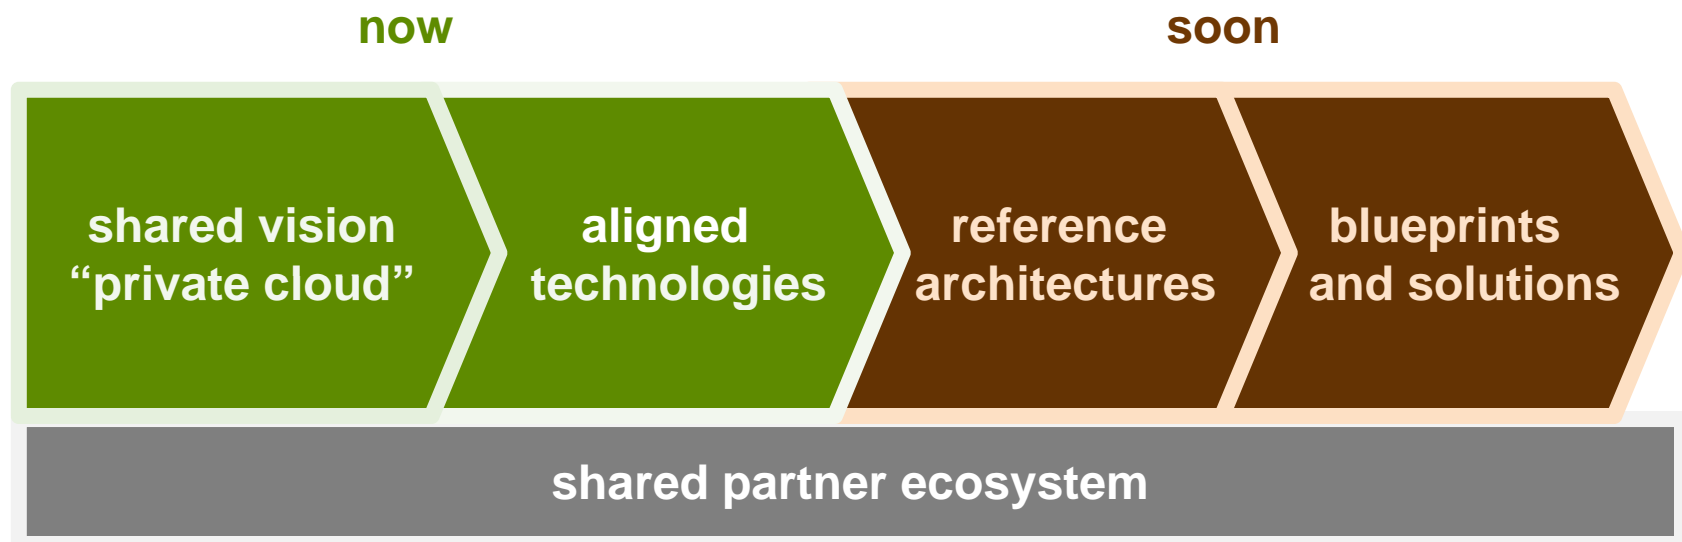 now
soon
shared vision
“private cloud”
aligned
technologies
reference
architectures
blueprints
and solutions
shared partner ecosystem